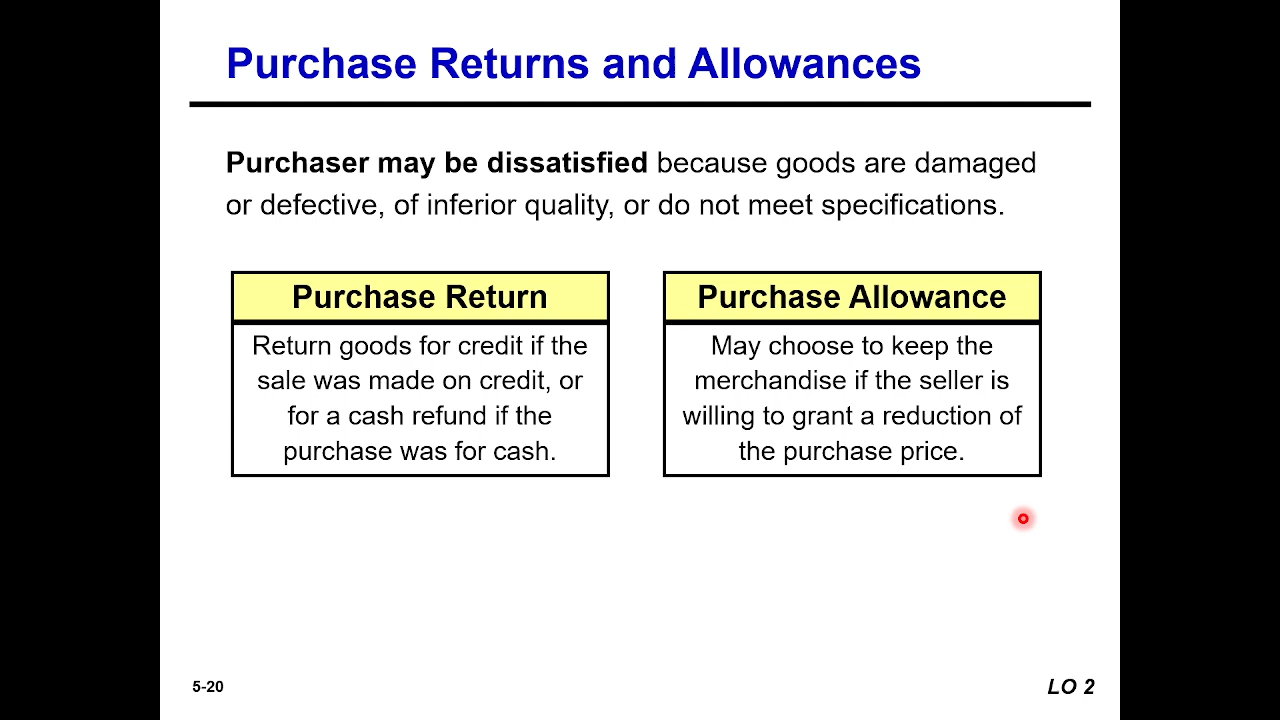 Purchase Returns and Allowances
Purchaser may be dissatisfied because goods are damaged
or defective, of inferior quality, or do not meet specifications.
Purchase Return
Return goods for credit if the
sale was made on credit, or
for a cash refund if the
purchase was for cash.
Purchase Allowance
May choose to keep the
merchandise if the seller is
willing to grant a reduction of
the purchase price.
5-20
LO 2